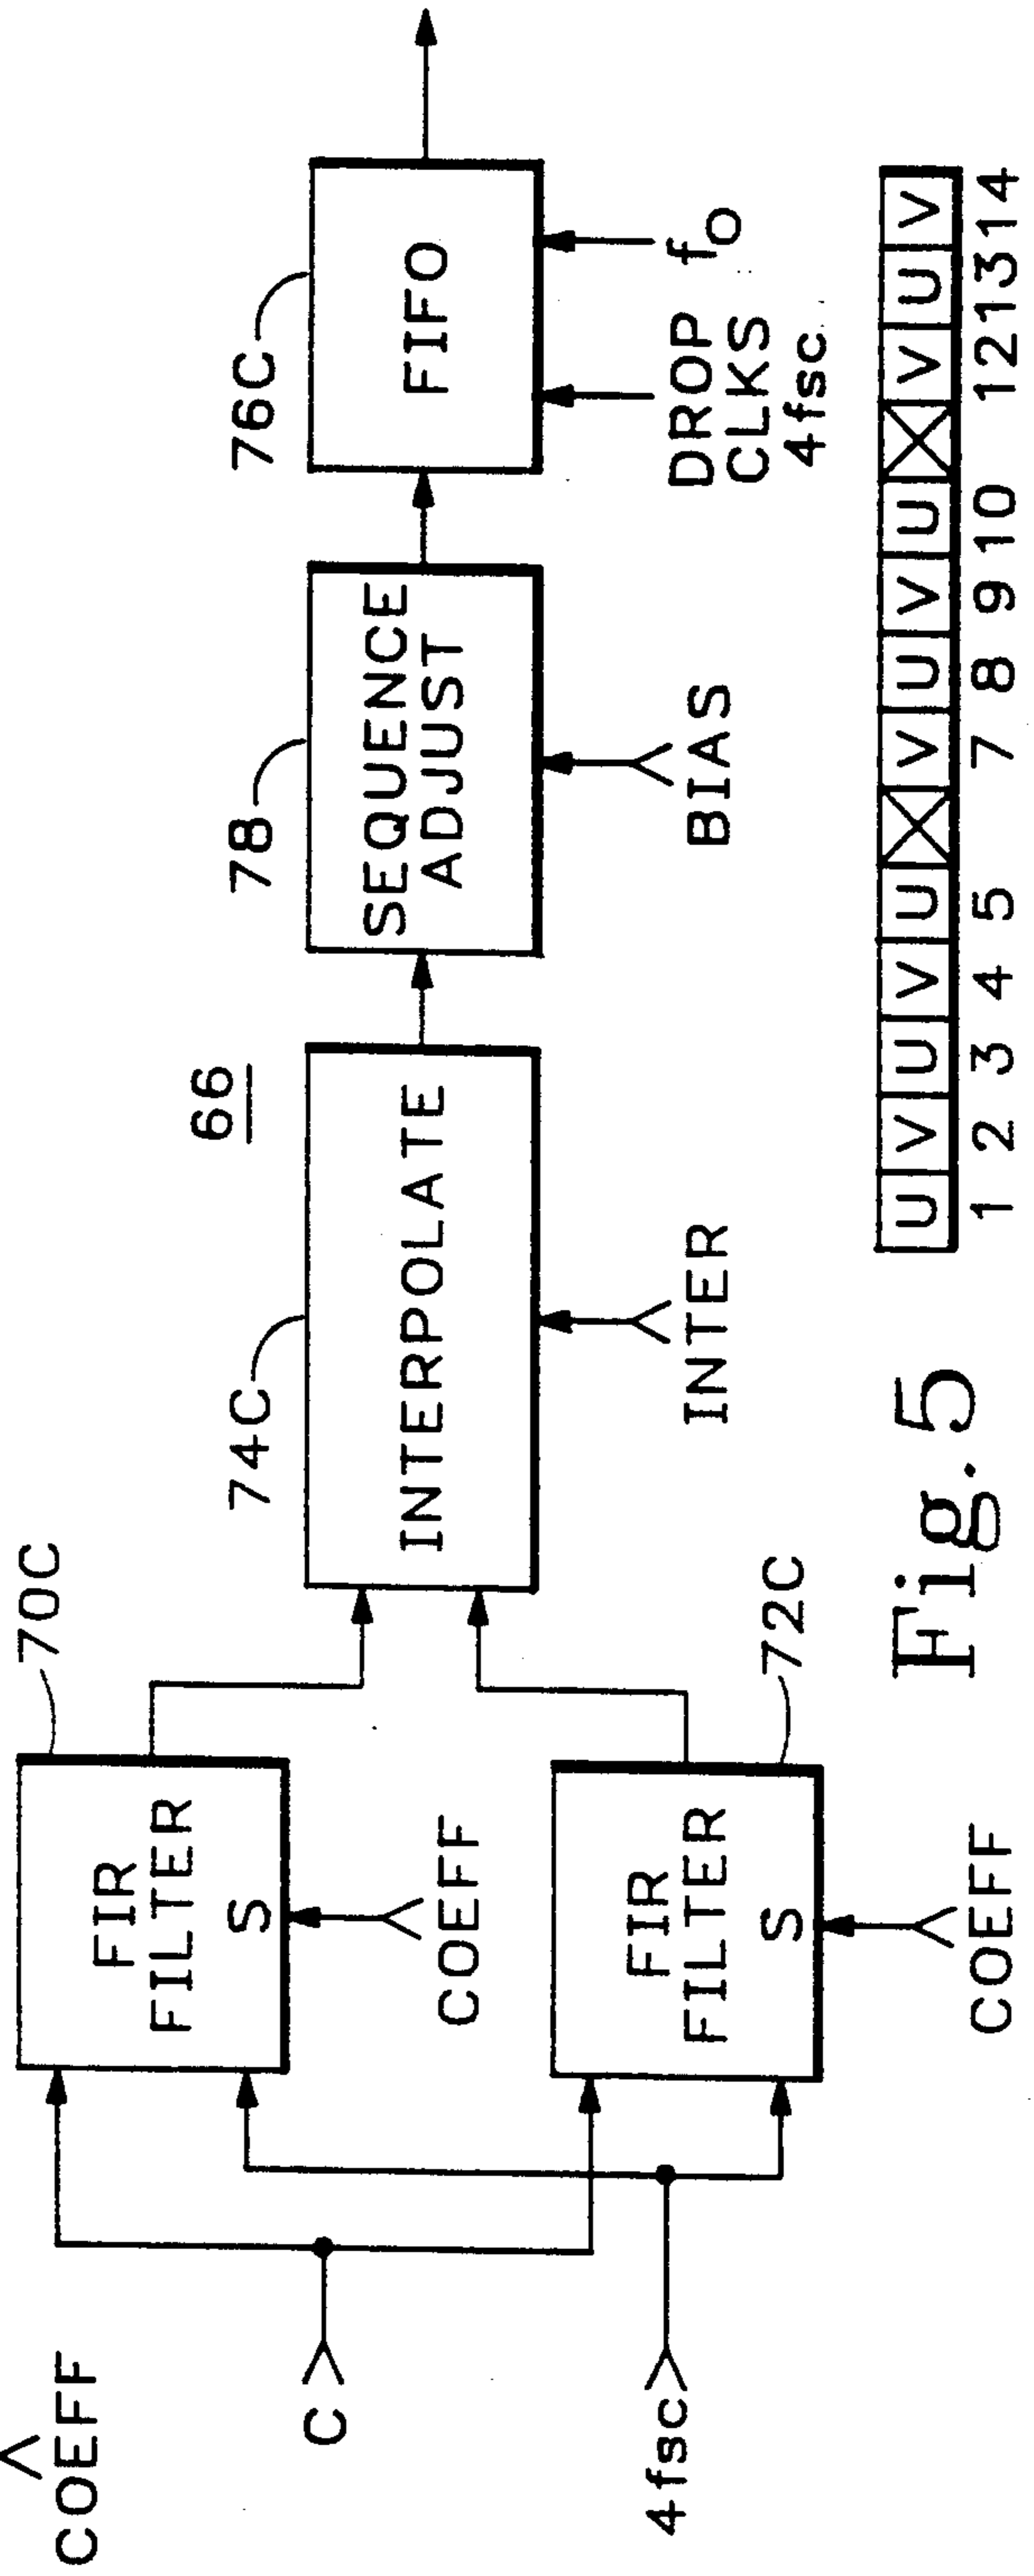 COEFF
C
4fsc
70C
FIR
FILTER
S
COEFF
FIR
FILTER
S
72C
COEFF
66
74C
INTERPOLATE
INTER
78
SEQUENCE
ADJUST
BIAS
76C
FIFO
DROP
CLKS
4fsc
fO
U V U V U V U V U V U V
1 2 3 4 5 7 8 9 10 12 13 14
Fig. 5